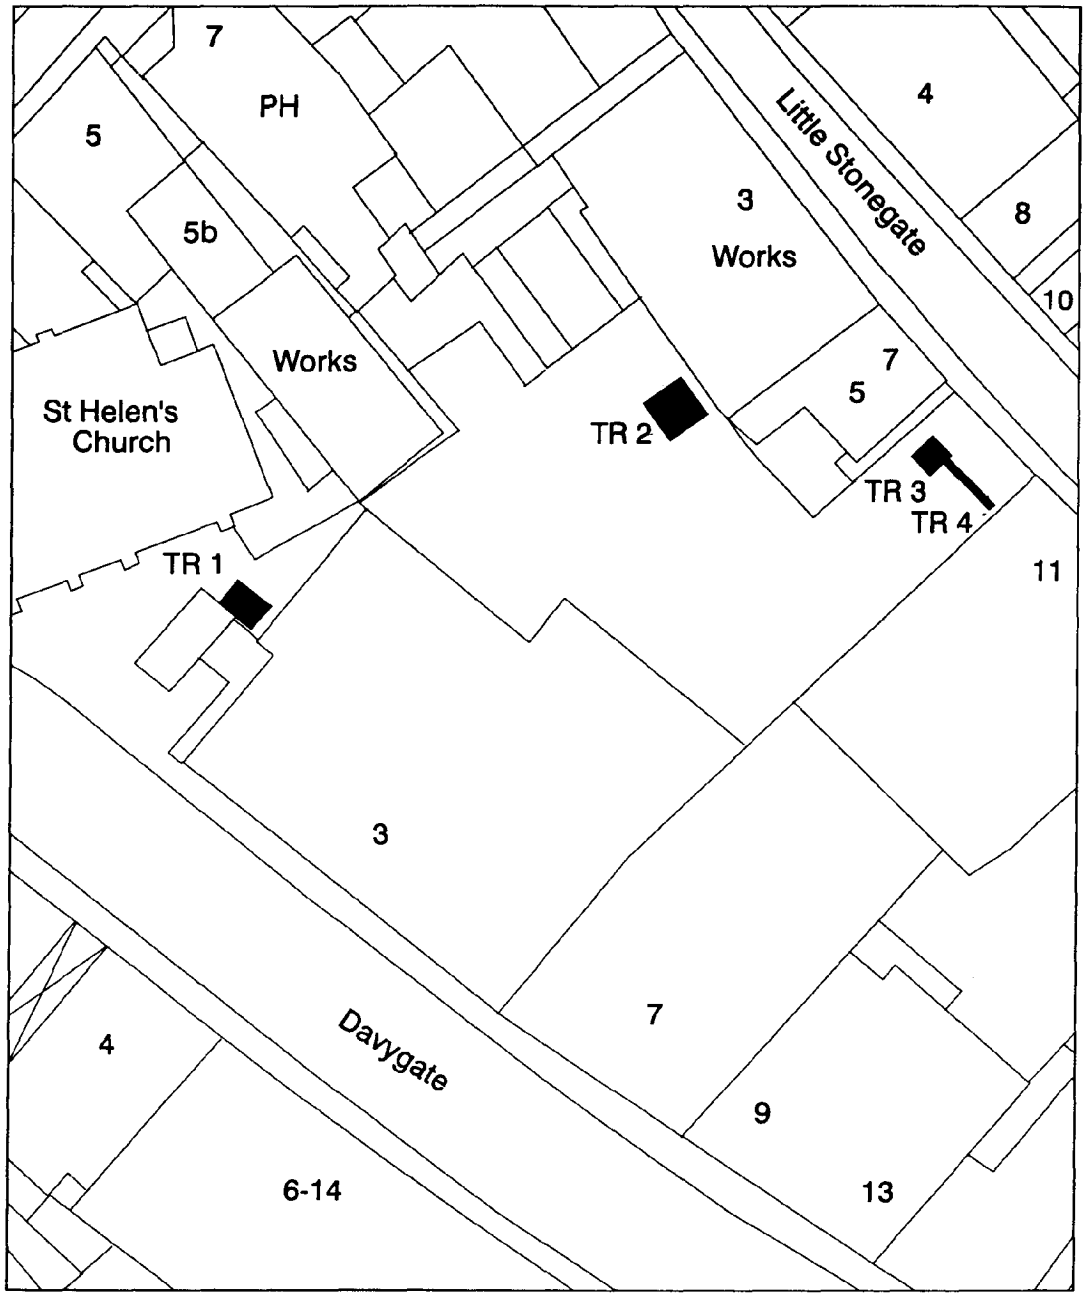 7
PH
5
4
Little Stonegate
3
Works
8
5b
10
Works
7
5
St Helen's
Church
TR 2
TR 3
TR 4
TR 1
11
3
7
Davygate
4
9
6-14
13